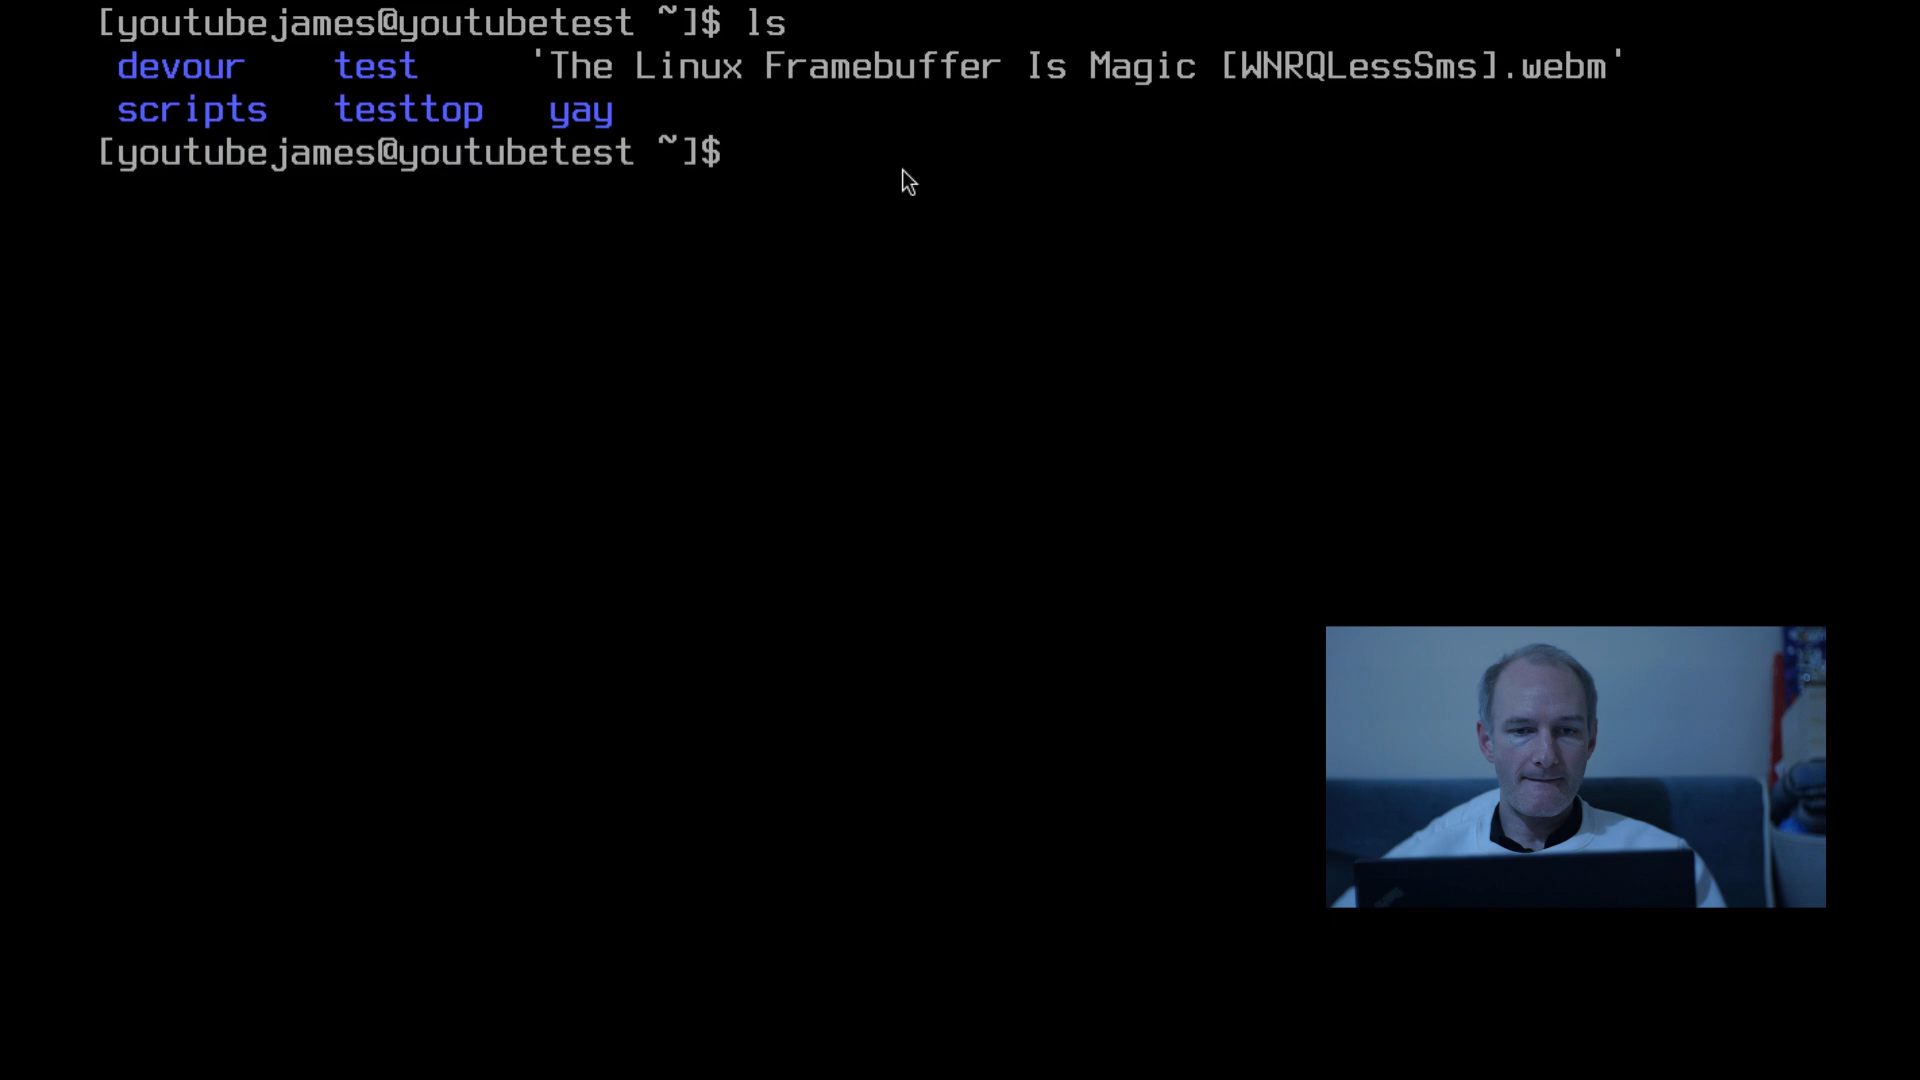 [youtubejames@youtubetest ~]$ ls
devour test 'The Linux Framebuffer Is Magic [WNRQLessSms].webm'
scripts testtop yay
[youtubejames@youtubetest ~]$